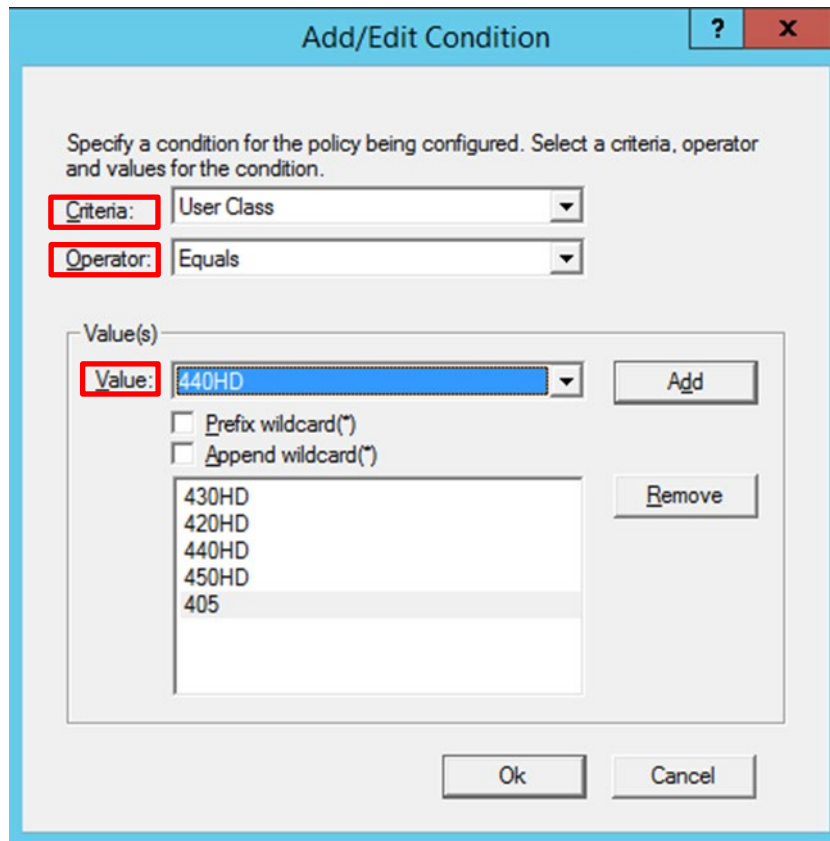 Add/Edit Condition
?
x
Specify a condition for the policy being configured. Select a criteria, operator
and values for the condition.
Criteria: User Class
Operator: Equals
Value(s)
Value: 440HD Add
Prefix wildcard(*)
Append wildcard(*)
430HD Remove
420HD
440HD
450HD
405
Ok Cancel